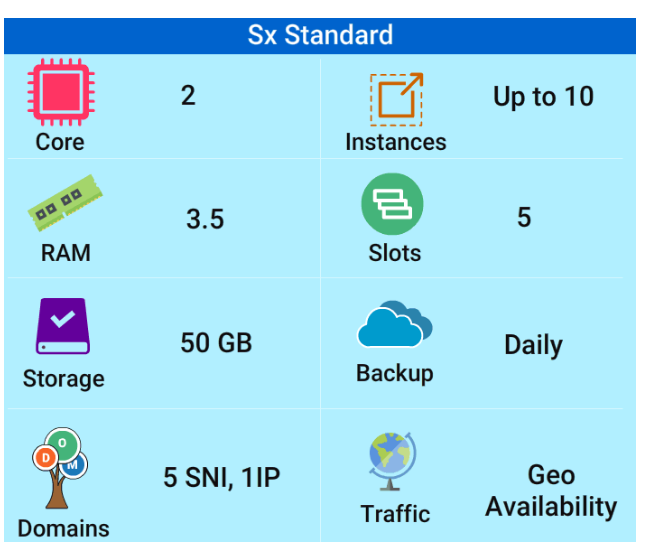 Sx Standard
Core
2
Instances
Up to 10
RAM
3.5
Slots
5
Storage
50 GB
Backup
Daily
D
O
M
Domains
5 SNI, 1IP
Traffic
Geo
Availability